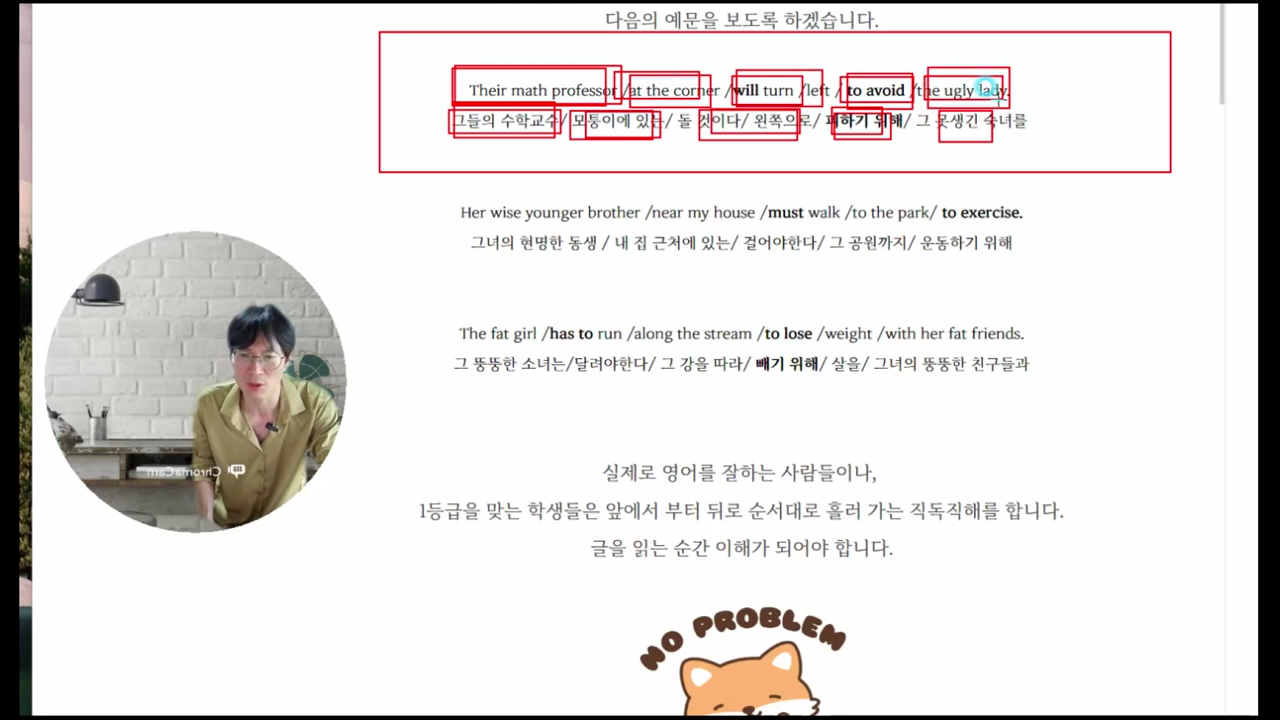 다음의 예문을 보도록 하겠습니다.
Their math professor /at the corner /will turn /left / to avoid /the ugly lady.
그들의 수학교수/ 모퉁이에 있는/ 돌 것이다/ 왼쪽으로/ 피하기 위해/ 그 못생긴 숙녀를
Her wise younger brother /near my house /must walk /to the park/ to exercise.
그녀의 현명한 동생 / 내 집 근처에 있는/ 걸어야한다/ 그 공원까지/ 운동하기 위해
The fat girl /has to run /along the stream /to lose /weight /with her fat friends.
그 뚱뚱한 소녀는/달려야한다/ 그 강을 따라/ 빼기 위해/ 살을/ 그녀의 뚱뚱한 친구들과
ChromaCam
실제로 영어를 잘하는 사람들이나,
1등급을 맞는 학생들은 앞에서 부터 뒤로 순서대로 흘러 가는 직독직해를 합니다.
글을 읽는 순간 이해가 되어야 합니다.
NO PROBLEM